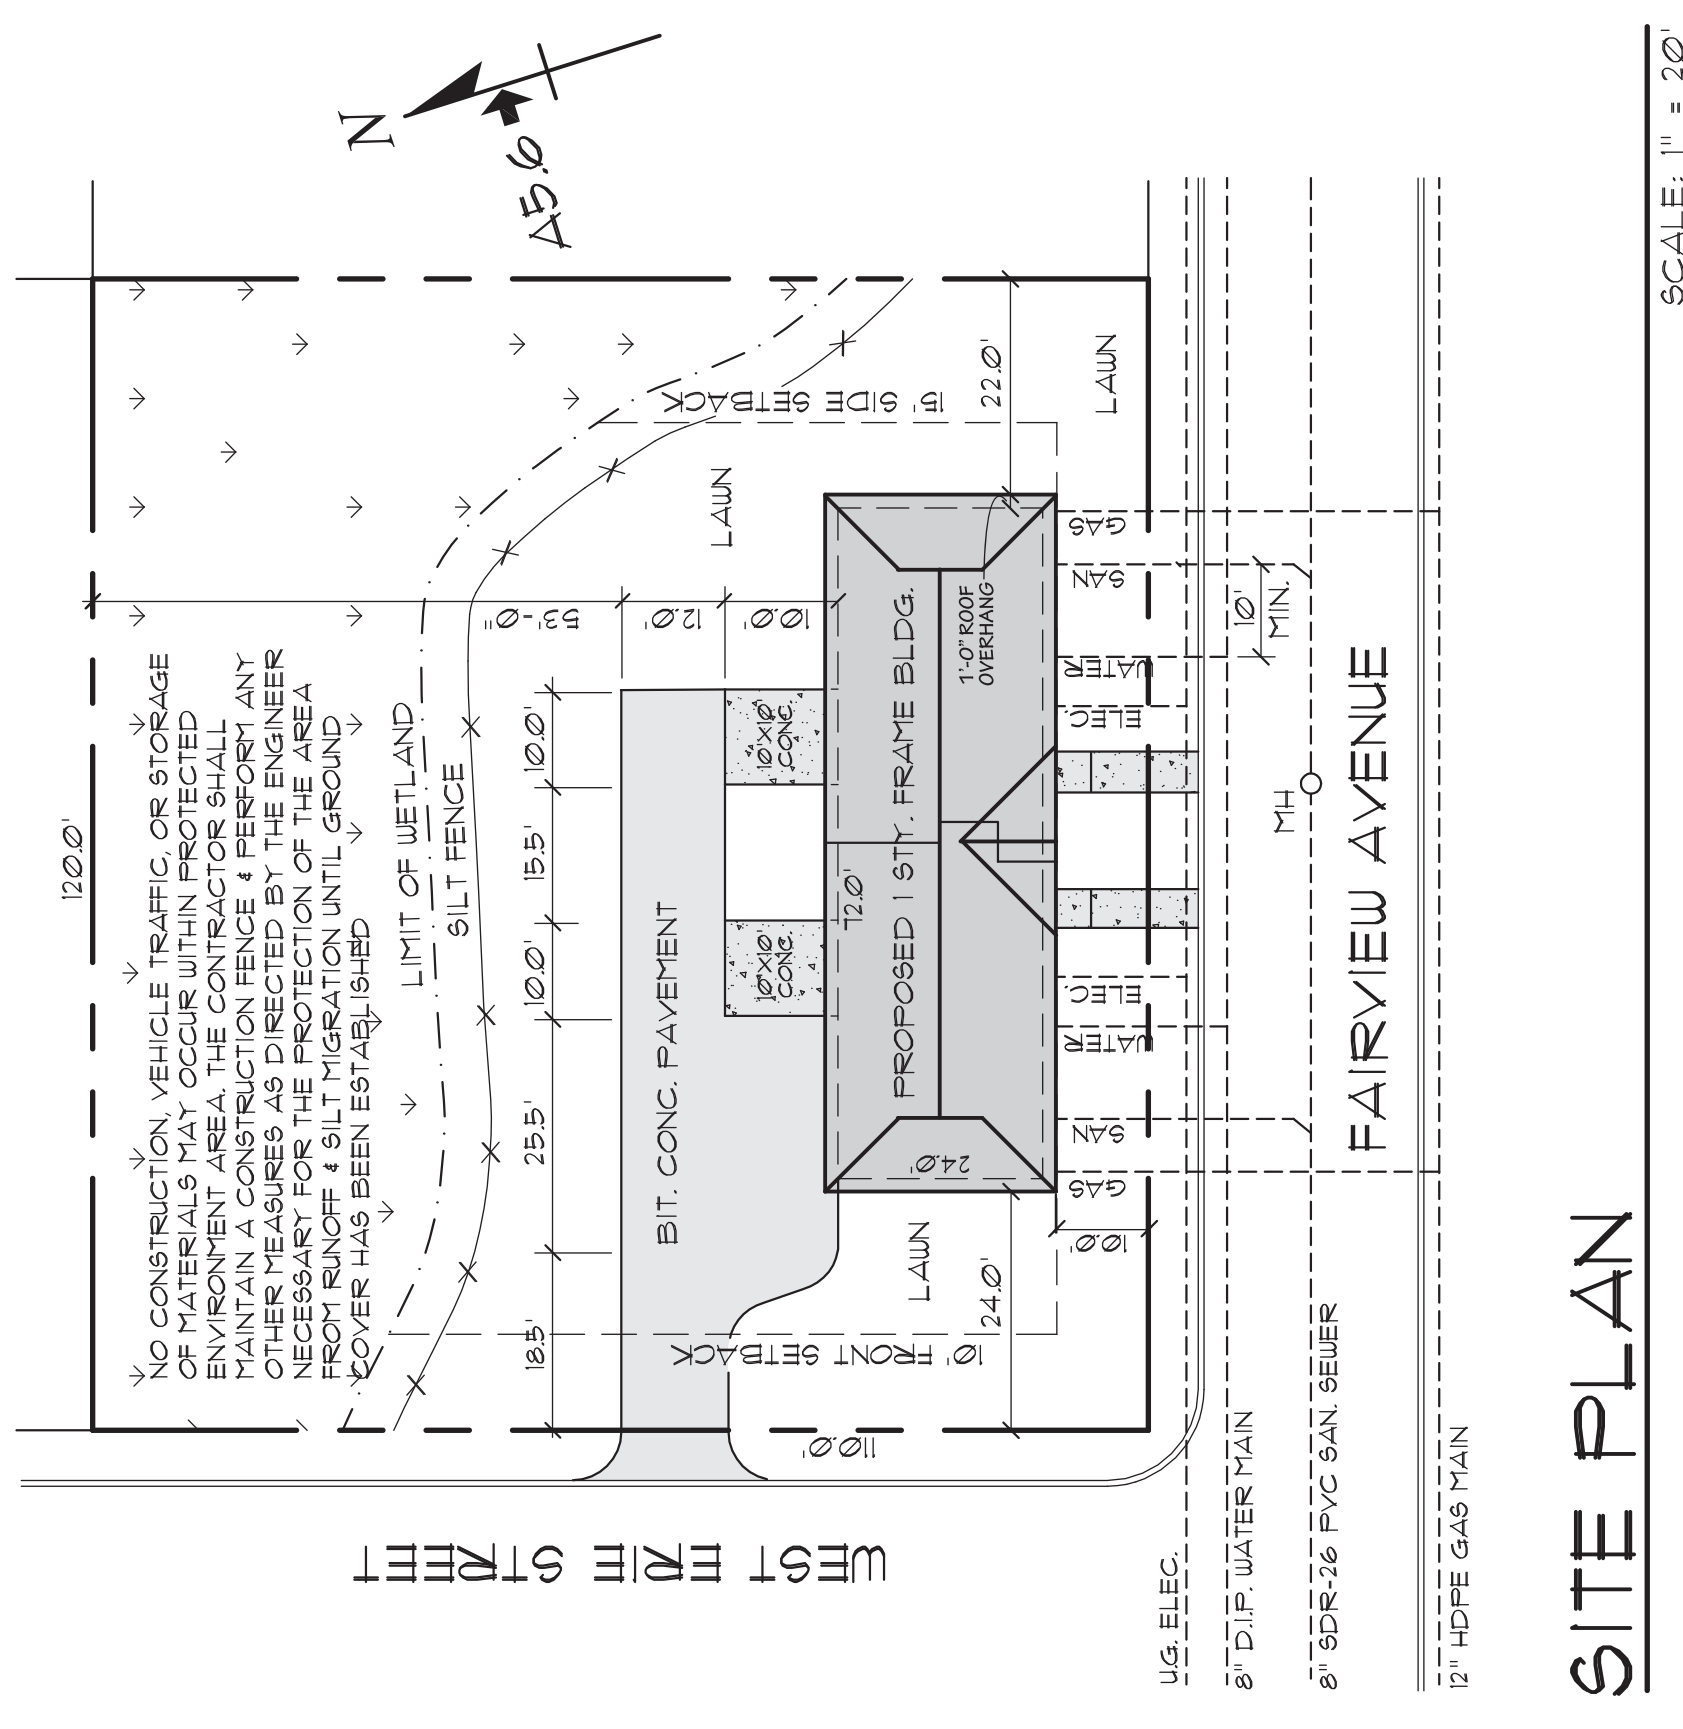 N
A5.6
120.0'
NO CONSTRUCTION, VEHICLE TRAFFIC, OR STORAGE
OF MATERIALS MAY OCCUR WITHIN PROTECTED
ENVIRONMENT AREA. THE CONTRACTOR SHALL
MAINTAIN A CONSTRUCTION FENCE & PERFORM ANY
OTHER MEASURES AS DIRECTED BY THE ENGINEER
NECESSARY FOR THE PROTECTION OF THE AREA
FROM RUNOFF & SILT MIGRATION UNTIL GROUND
COVER HAS BEEN ESTABLISHED
LIMIT OF WETLAND
SILT FENCE
53'-0"
12.0'
10.0'
18.5'
25.5'
10.0'
15.5'
10.0'
15' SIDE SETBACK
10' FRONT SETBACK
LAWN
LAWN
LAWN
22.0'
24.0'
10.0'
110.0'
BIT. CONC. PAVEMENT
10'X10'
CONC.
10'X10'
CONC
72.0'
24.0'
PROPOSED 1 STY. FRAME BLDG.
1'-0" ROOF
OVERHANG
GAS
SAN
WATER
ELEC.
ELEC.
WATER
SAN
GAS
10'
MIN.
MH
WEST ERIE STREET
FAIRVIEW AVENUE
U.G. ELEC.
8" D.I.P. WATER MAIN
8" SDR-26 PVC SAN. SEWER
12" HDPE GAS MAIN
SITE PLAN
SCALE: 1" = 20'